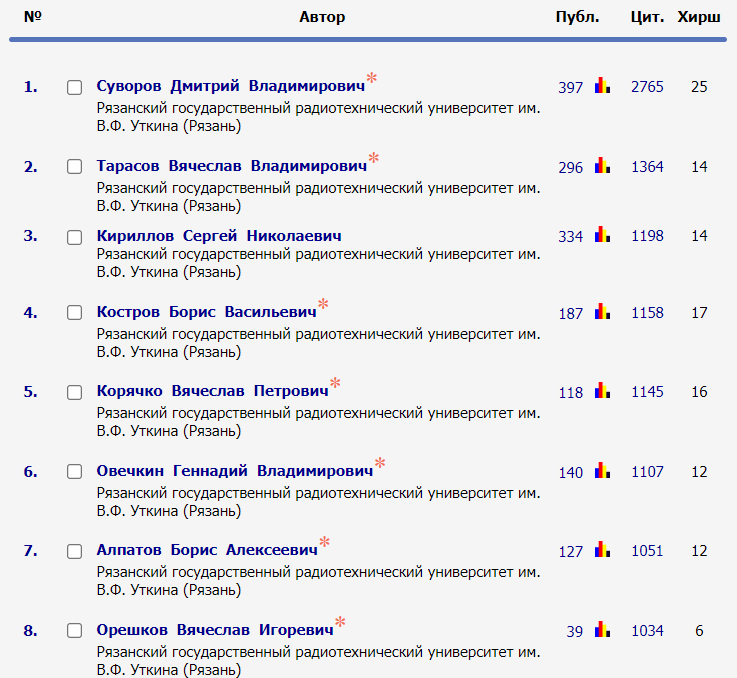 № Автор Публ. Цит. Хирш
1. Суворов Дмитрий Владимирович* 397 2765 25
Рязанский государственный радиотехнический университет им.
В.Ф. Уткина (Рязань)
2. Тарасов Вячеслав Владимирович* 296 1364 14
Рязанский государственный радиотехнический университет им.
В.Ф. Уткина (Рязань)
3. Кириллов Сергей Николаевич 334 1198 14
Рязанский государственный радиотехнический университет им.
В.Ф. Уткина (Рязань)
4. Костров Борис Васильевич* 187 1158 17
Рязанский государственный радиотехнический университет им.
В.Ф. Уткина (Рязань)
5. Корячко Вячеслав Петрович* 118 1145 16
Рязанский государственный радиотехнический университет им.
В.Ф. Уткина (Рязань)
6. Овечкин Геннадий Владимирович* 140 1107 12
Рязанский государственный радиотехнический университет им.
В.Ф. Уткина (Рязань)
7. Алпатов Борис Алексеевич* 127 1051 12
Рязанский государственный радиотехнический университет им.
В.Ф. Уткина (Рязань)
8. Орешков Вячеслав Игоревич* 39 1034 6
Рязанский государственный радиотехнический университет им.
В.Ф. Уткина (Рязань)